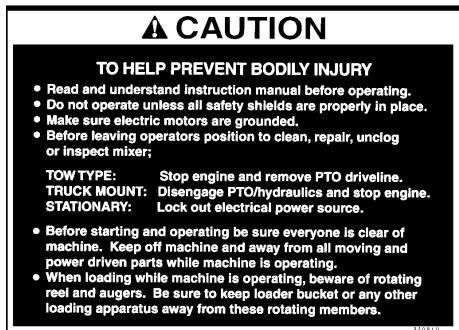 ⚠ CAUTION
TO HELP PREVENT BODILY INJURY
• Read and understand instruction manual before operating.
• Do not operate unless all safety shields are properly in place.
• Make sure electric motors are grounded.
• Before leaving operators position to clean, repair, unclog
or inspect mixer;
TOW TYPE: Stop engine and remove PTO driveline.
TRUCK MOUNT: Disengage PTO/hydraulics and stop engine.
STATIONARY: Lock out electrical power source.
• Before starting and operating be sure everyone is clear of
machine. Keep off machine and away from all moving and
power driven parts while machine is operating.
• When loading while machine is operating, beware of rotating
reel and augers. Be sure to keep loader bucket or any other
loading apparatus away from these rotating members.